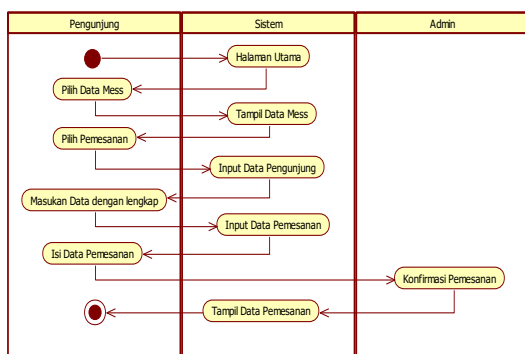 Pengunjung
Sistem
Admin
Halaman Utama
Pilih Data Mess
Tampil Data Mess
Pilih Pemesanan
Input Data Pengunjung
Masukan Data dengan lengkap
Input Data Pemesanan
Isi Data Pemesanan
Konfirmasi Pemesanan
Tampil Data Pemesanan